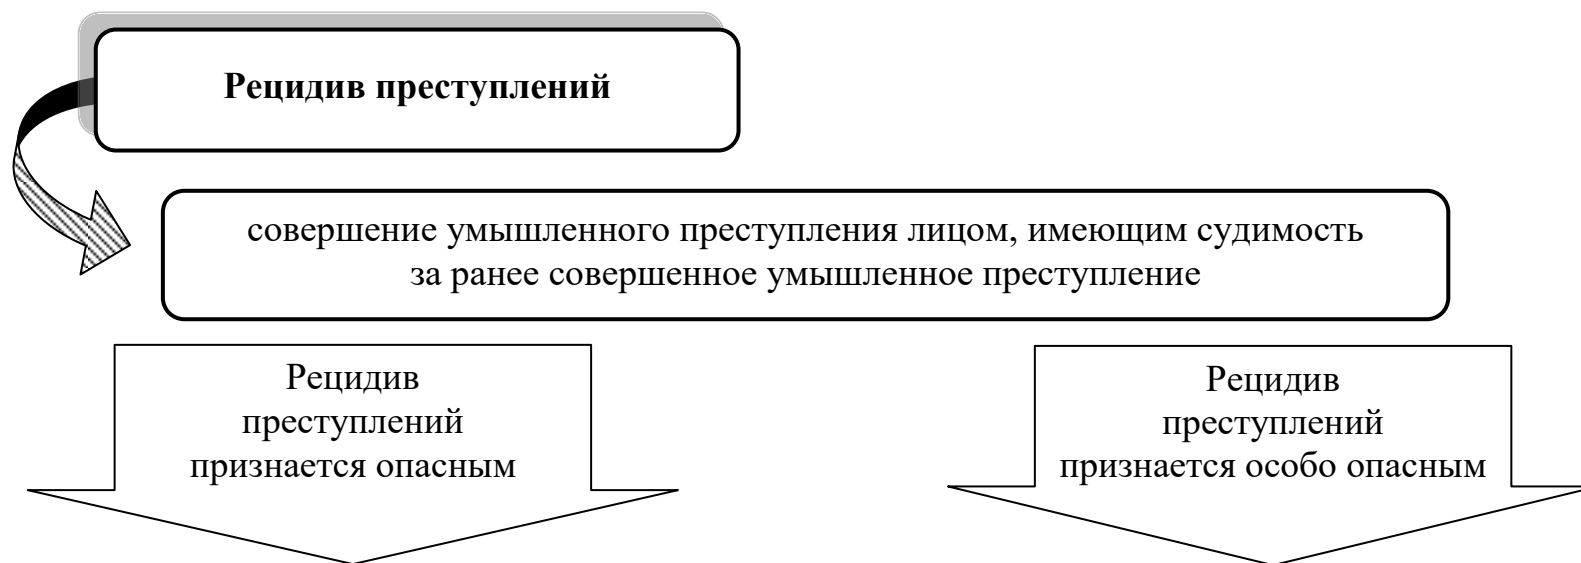 Рецидив преступлений
совершение умышленного преступления лицом, имеющим судимость
за ранее совершенное умышленное преступление
Рецидив
преступлений
признается опасным
Рецидив
преступлений
признается особо опасным